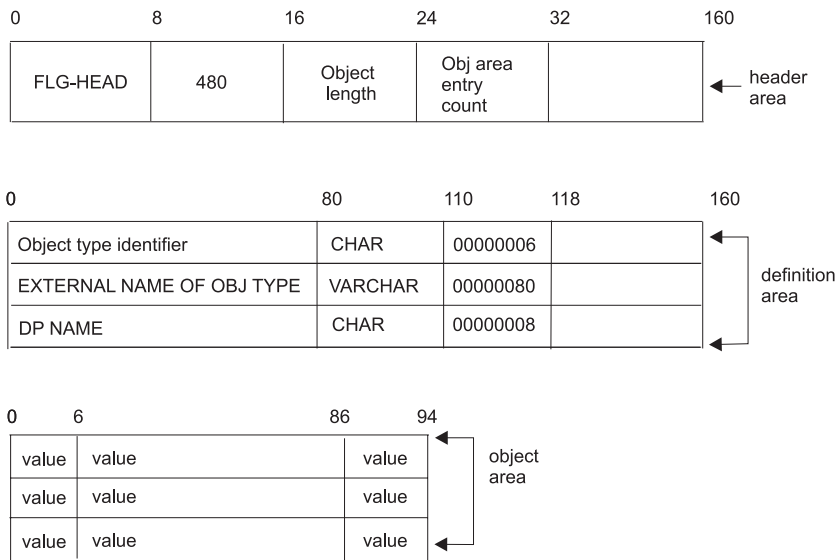 0 8 16 24 32 160
FLG-HEAD 480 Object length Obj area entry count header area
0 80 110 118 160
Object type identifier CHAR 00000006
EXTERNAL NAME OF OBJ TYPE VARCHAR 00000080
DP NAME CHAR 00000008
definition area
0 6 86 94
value value value
value value value
value value value
object area